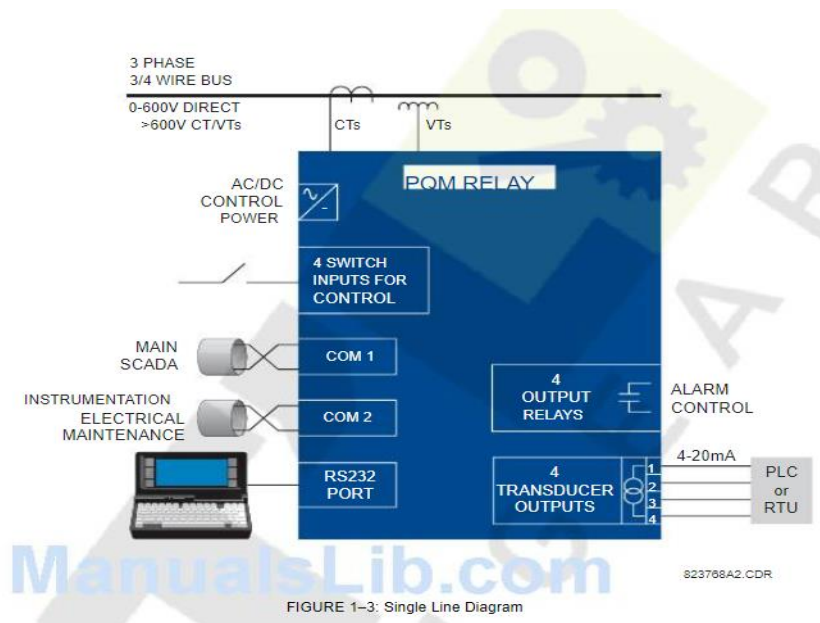 3 PHASE
3/4 WIRE BUS
0-600V DIRECT
>600V CT/VTs
CTs
VTs
AC/DC
CONTROL
POWER
PQM RELAY
4 SWITCH
INPUTS FOR
CONTROL
MAIN
SCADA
COM 1
INSTRUMENTATION
ELECTRICAL
MAINTENANCE
COM 2
RS232
PORT
4
OUTPUT
RELAYS
ALARM
CONTROL
4
TRANSDUCER
OUTPUTS
1
2
3
4
4-20mA
PLC
or
RTU
ManualsLib.com
823768A2.CDR
FIGURE 1–3: Single Line Diagram